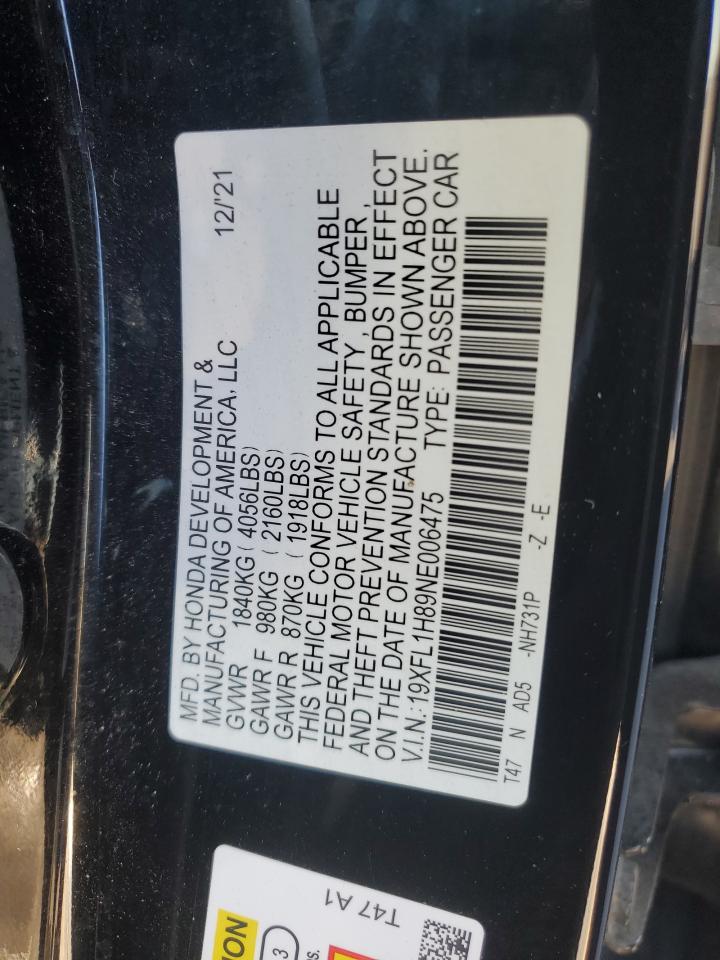 MFD. BY HONDA DEVELOPMENT &
MANUFACTURING OF AMERICA, LLC 12/'21
GVWR 1840KG ( 4056LBS)
GAWR F 980KG ( 2160LBS)
GAWR R 870KG ( 1918LBS)
THIS VEHICLE CONFORMS TO ALL APPLICABLE
FEDERAL MOTOR VEHICLE SAFETY, BUMPER,
AND THEFT PREVENTION STANDARDS IN EFFECT
ON THE DATE OF MANUFACTURE SHOWN ABOVE.
V.I.N.: 19XFL1H89NE006475 TYPE: PASSENGER CAR
T47 N AD5 -NH731P -Z -E
T47 A1
ION
3